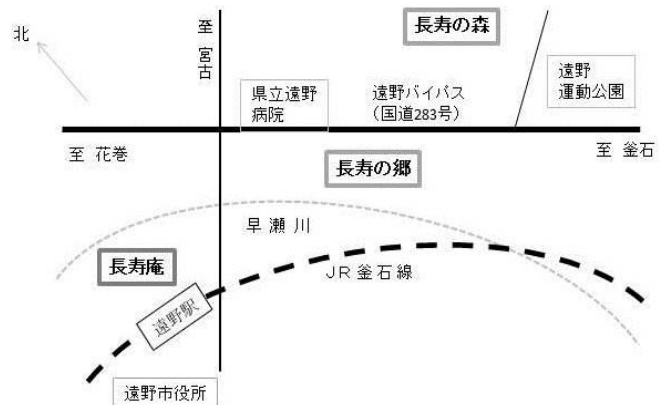 北
至
宮
古
長寿の森
遠野
運動公園
県立遠野
病院
遠野バイパス
（国道283号）
至 花巻
至 釜石
長寿の郷
早瀬川
長寿庵
JR釜石線
遠野駅
遠野市役所